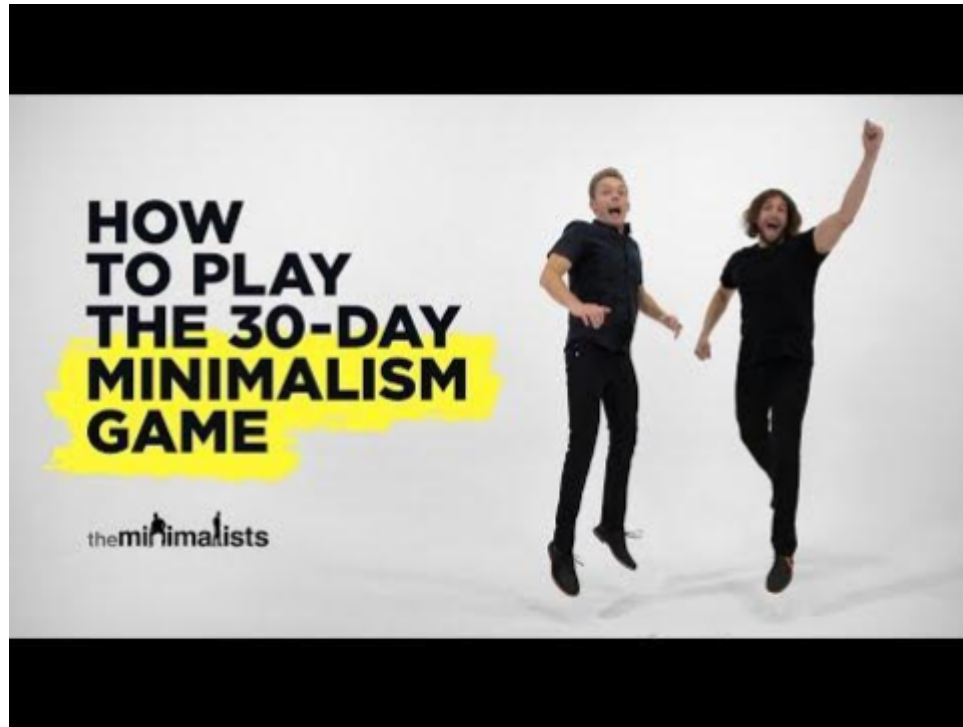 HOW
TO PLAY
THE 30-DAY
MINIMALISM
GAME
theminimalists